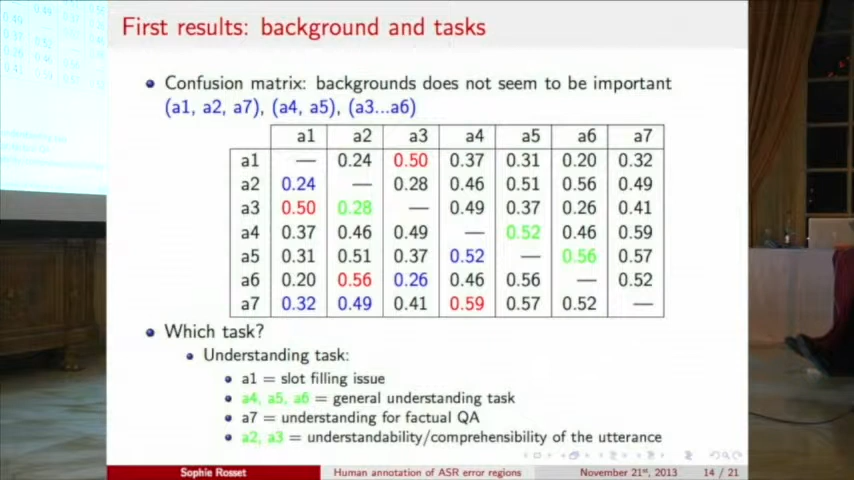 First results: background and tasks
Confusion matrix: backgrounds does not seem to be important
(a1, a2, a7), (a4, a5), (a3...a6)
a1 a2 a3 a4 a5 a6 a7
a1 — 0.24 0.50 0.37 0.31 0.20 0.32
a2 0.24 — 0.28 0.46 0.51 0.56 0.49
a3 0.50 0.28 — 0.49 0.37 0.26 0.41
a4 0.37 0.46 0.49 — 0.52 0.46 0.59
a5 0.31 0.51 0.37 0.52 — 0.56 0.57
a6 0.20 0.56 0.26 0.46 0.56 — 0.52
a7 0.32 0.49 0.41 0.59 0.57 0.52 —
Which task?
Understanding task:
a1 = slot filling issue
a4, a5, a6 = general understanding task
a7 = understanding for factual QA
a2, a3 = understandability/comprehensibility of the utterance
Sophie Rosset Human annotation of ASR error regions November 21st, 2013 14 / 21